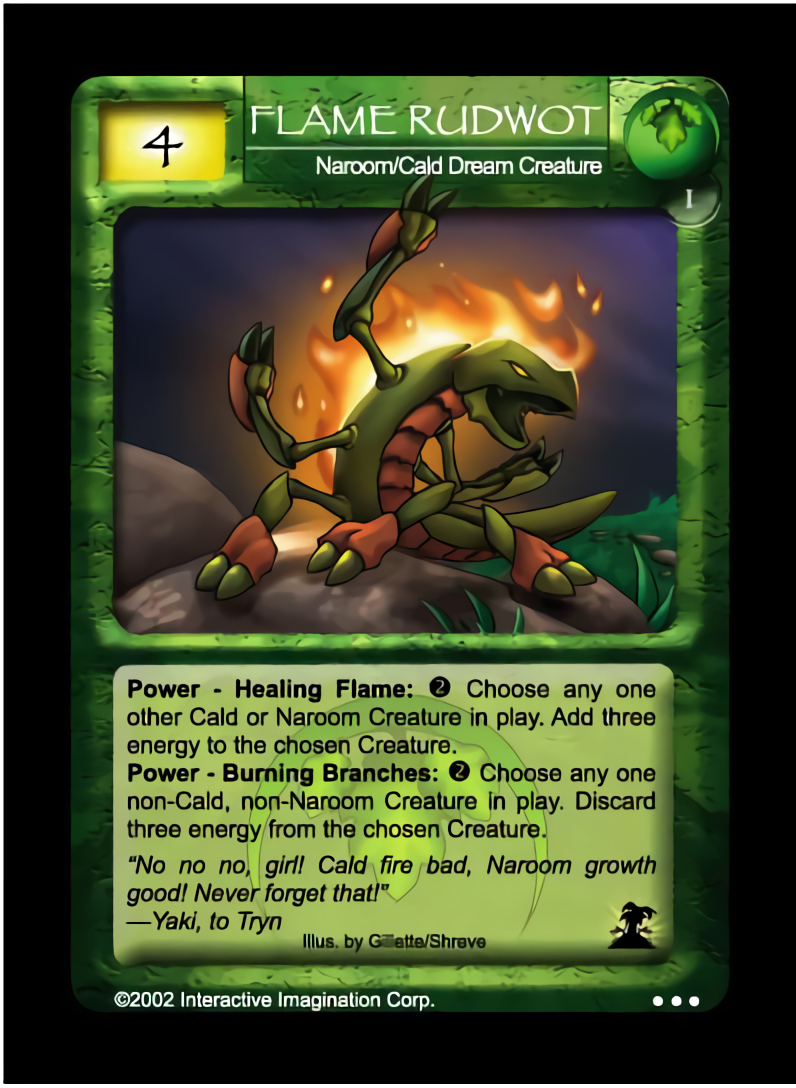 4
FLAME RUDWOT
Naroom/Cald Dream Creature
I
Power - Healing Flame: ❷ Choose any one
other Cald or Naroom Creature in play. Add three
energy to the chosen Creature.
Power - Burning Branches: ❷ Choose any one
non-Cald, non-Naroom Creature in play. Discard
three energy from the chosen Creature.
“No no no, girl! Cald fire bad, Naroom growth
good! Never forget that!”
—Yaki, to Tryn
Illus. by
©2002 Interactive Imagination Corp.